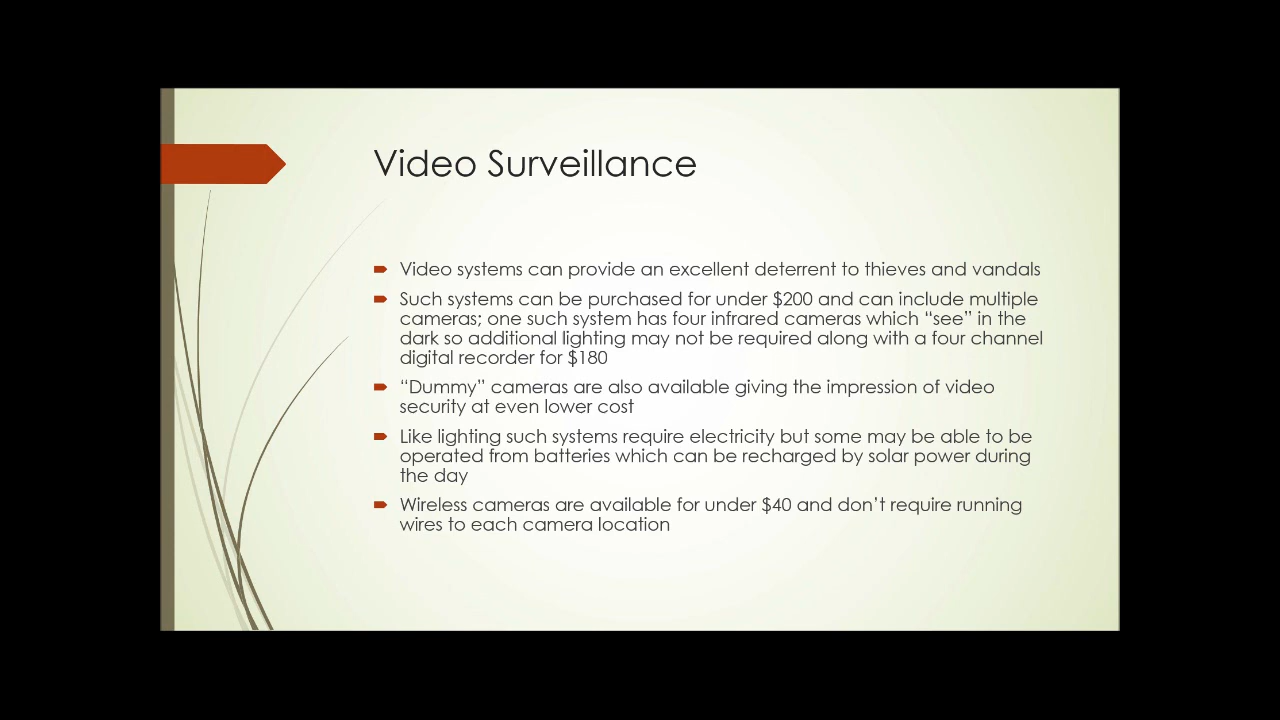 Video Surveillance
Video systems can provide an excellent deterrent to thieves and vandals
Such systems can be purchased for under $200 and can include multiple
cameras; one such system has four infrared cameras which “see” in the
dark so additional lighting may not be required along with a four channel
digital recorder for $180
“Dummy” cameras are also available giving the impression of video
security at even lower cost
Like lighting such systems require electricity but some may be able to be
operated from batteries which can be recharged by solar power during
the day
Wireless cameras are available for under $40 and don’t require running
wires to each camera location